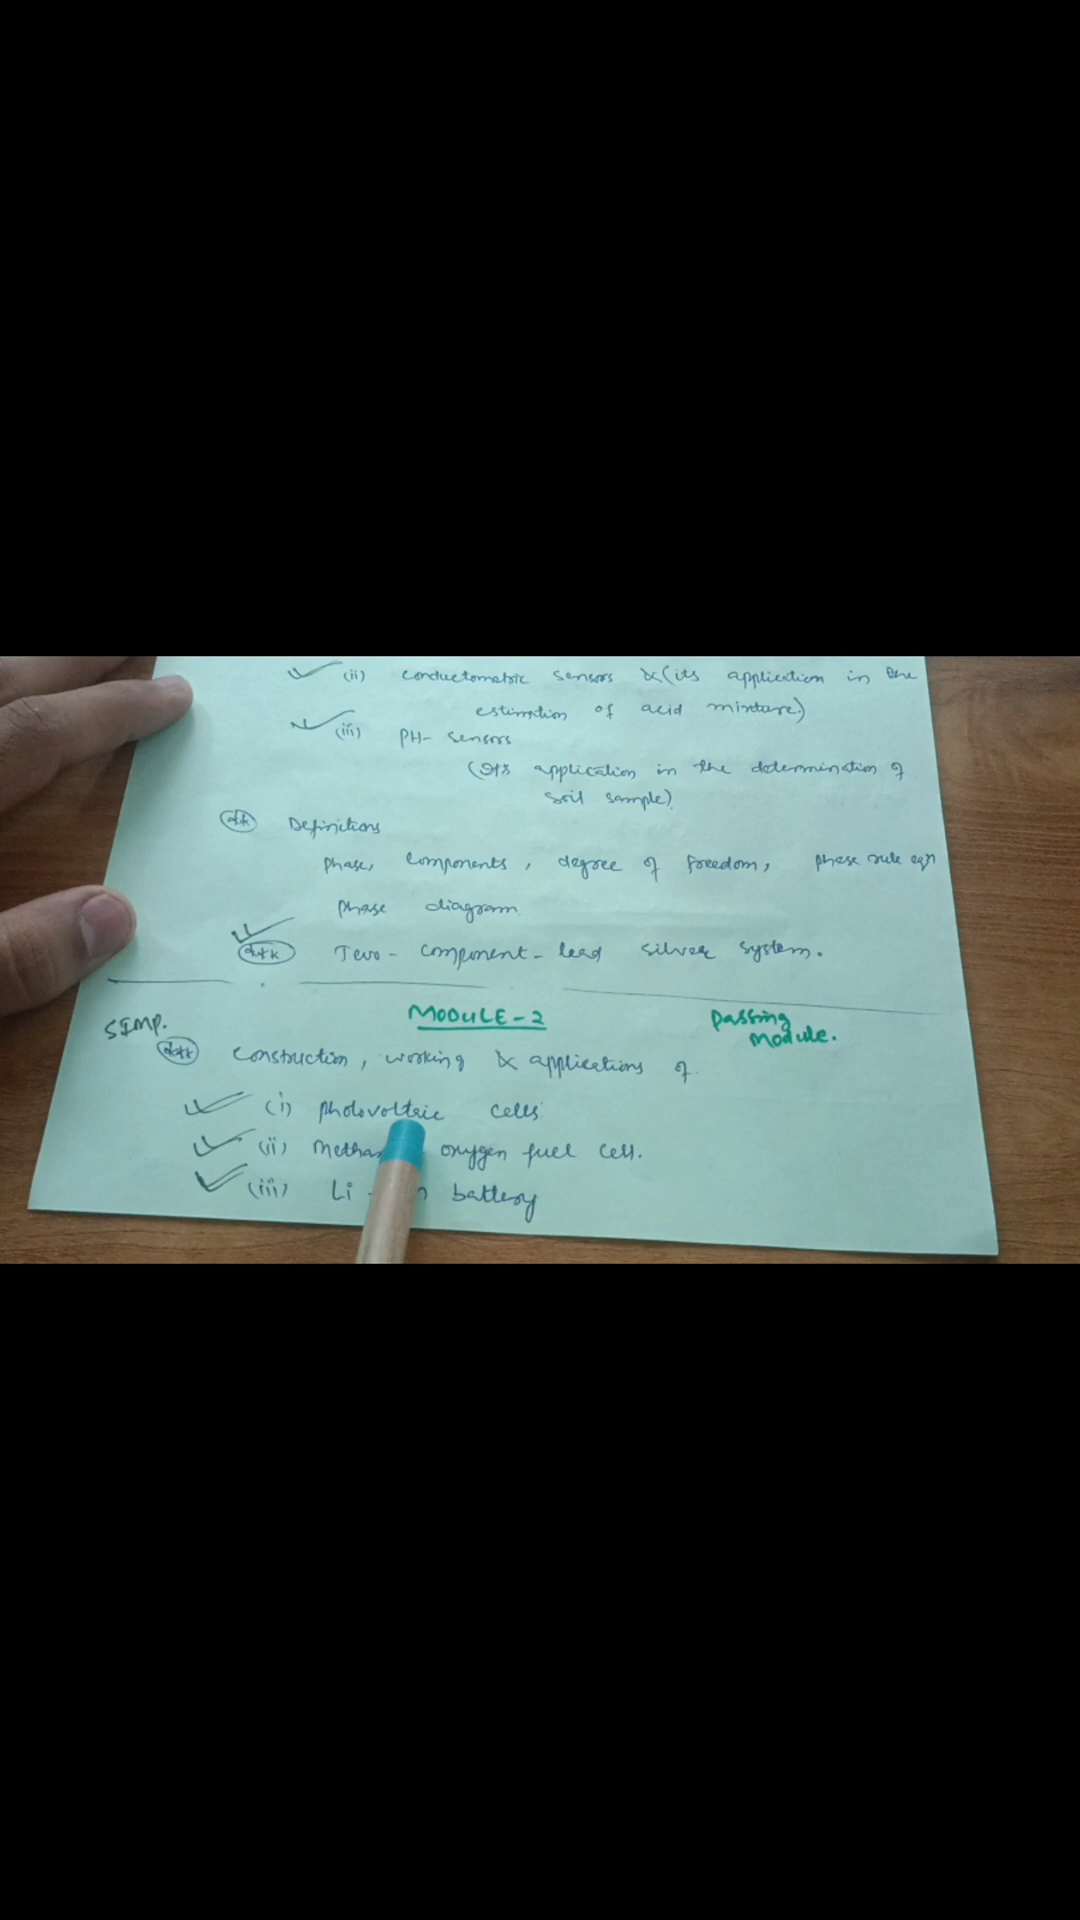 (ii) conductometric sensors & (its application in the
estimation of acid mixture.)
(iii) PH- sensors
(Its application in the determination of
soil sample)
Definitions
phase, components, degree of freedom, phase rule eqn
phase diagram.
Two - component - lead silver system.
MODULE-2 Passing
Module.
SIMP.
construction, working & applications of
(i) photovoltaic cells
(ii) oxygen fuel cell.
(iii) Li battery